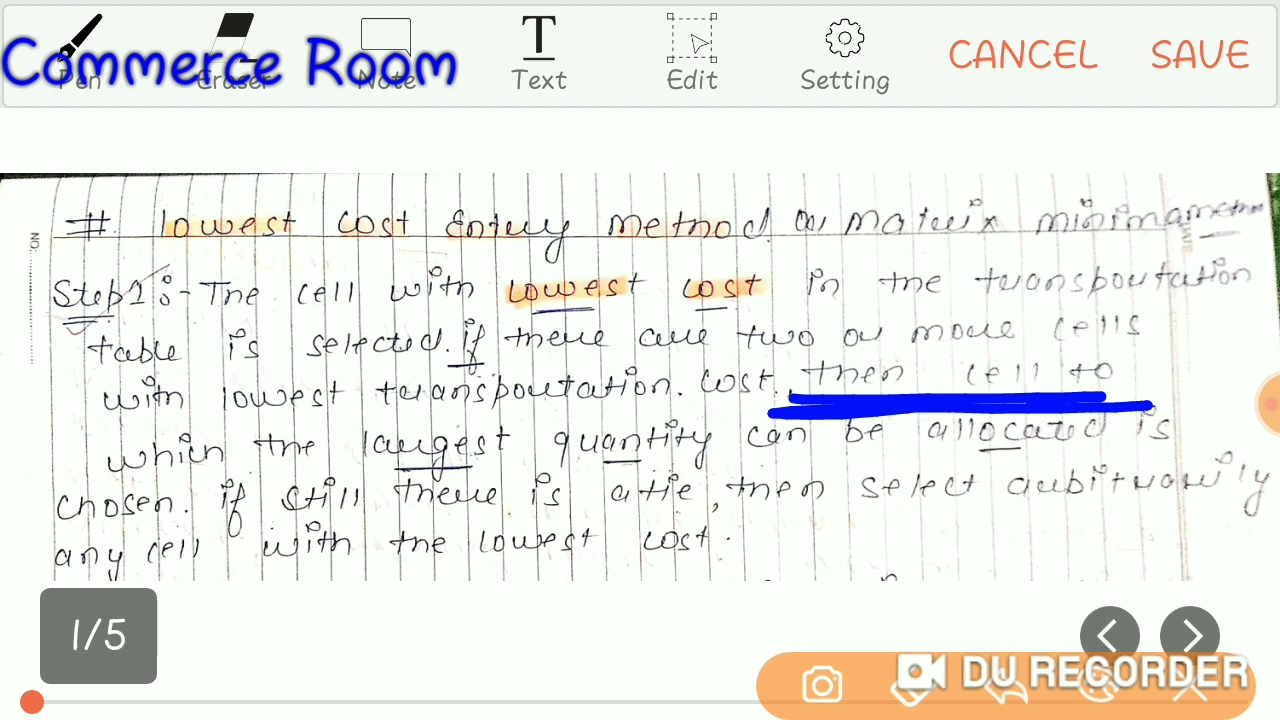 Commerce Room
Pen Eraser Note Text Edit Setting CANCEL SAVE
NO.
# lowest cost Entry method or matrix minima method
Step 1 :- The cell with lowest cost in the transportation
table is selected. if there are two or more cells
with lowest transportation. Cost. then cell to
which the largest quantity can be allocated is
chosen. if still there is a tie, then select arbitrarily
any cell with the lowest cost.
1/5
DU RECORDER